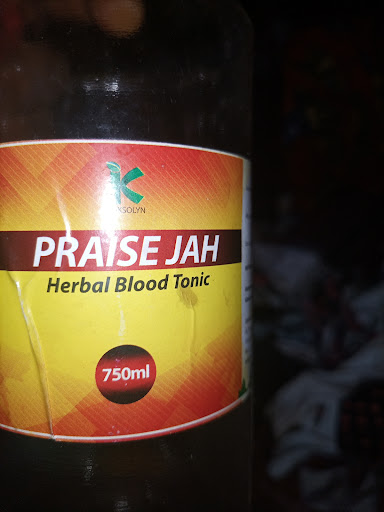 K
PRAISE JAH
Herbal Blood Tonic
750ml